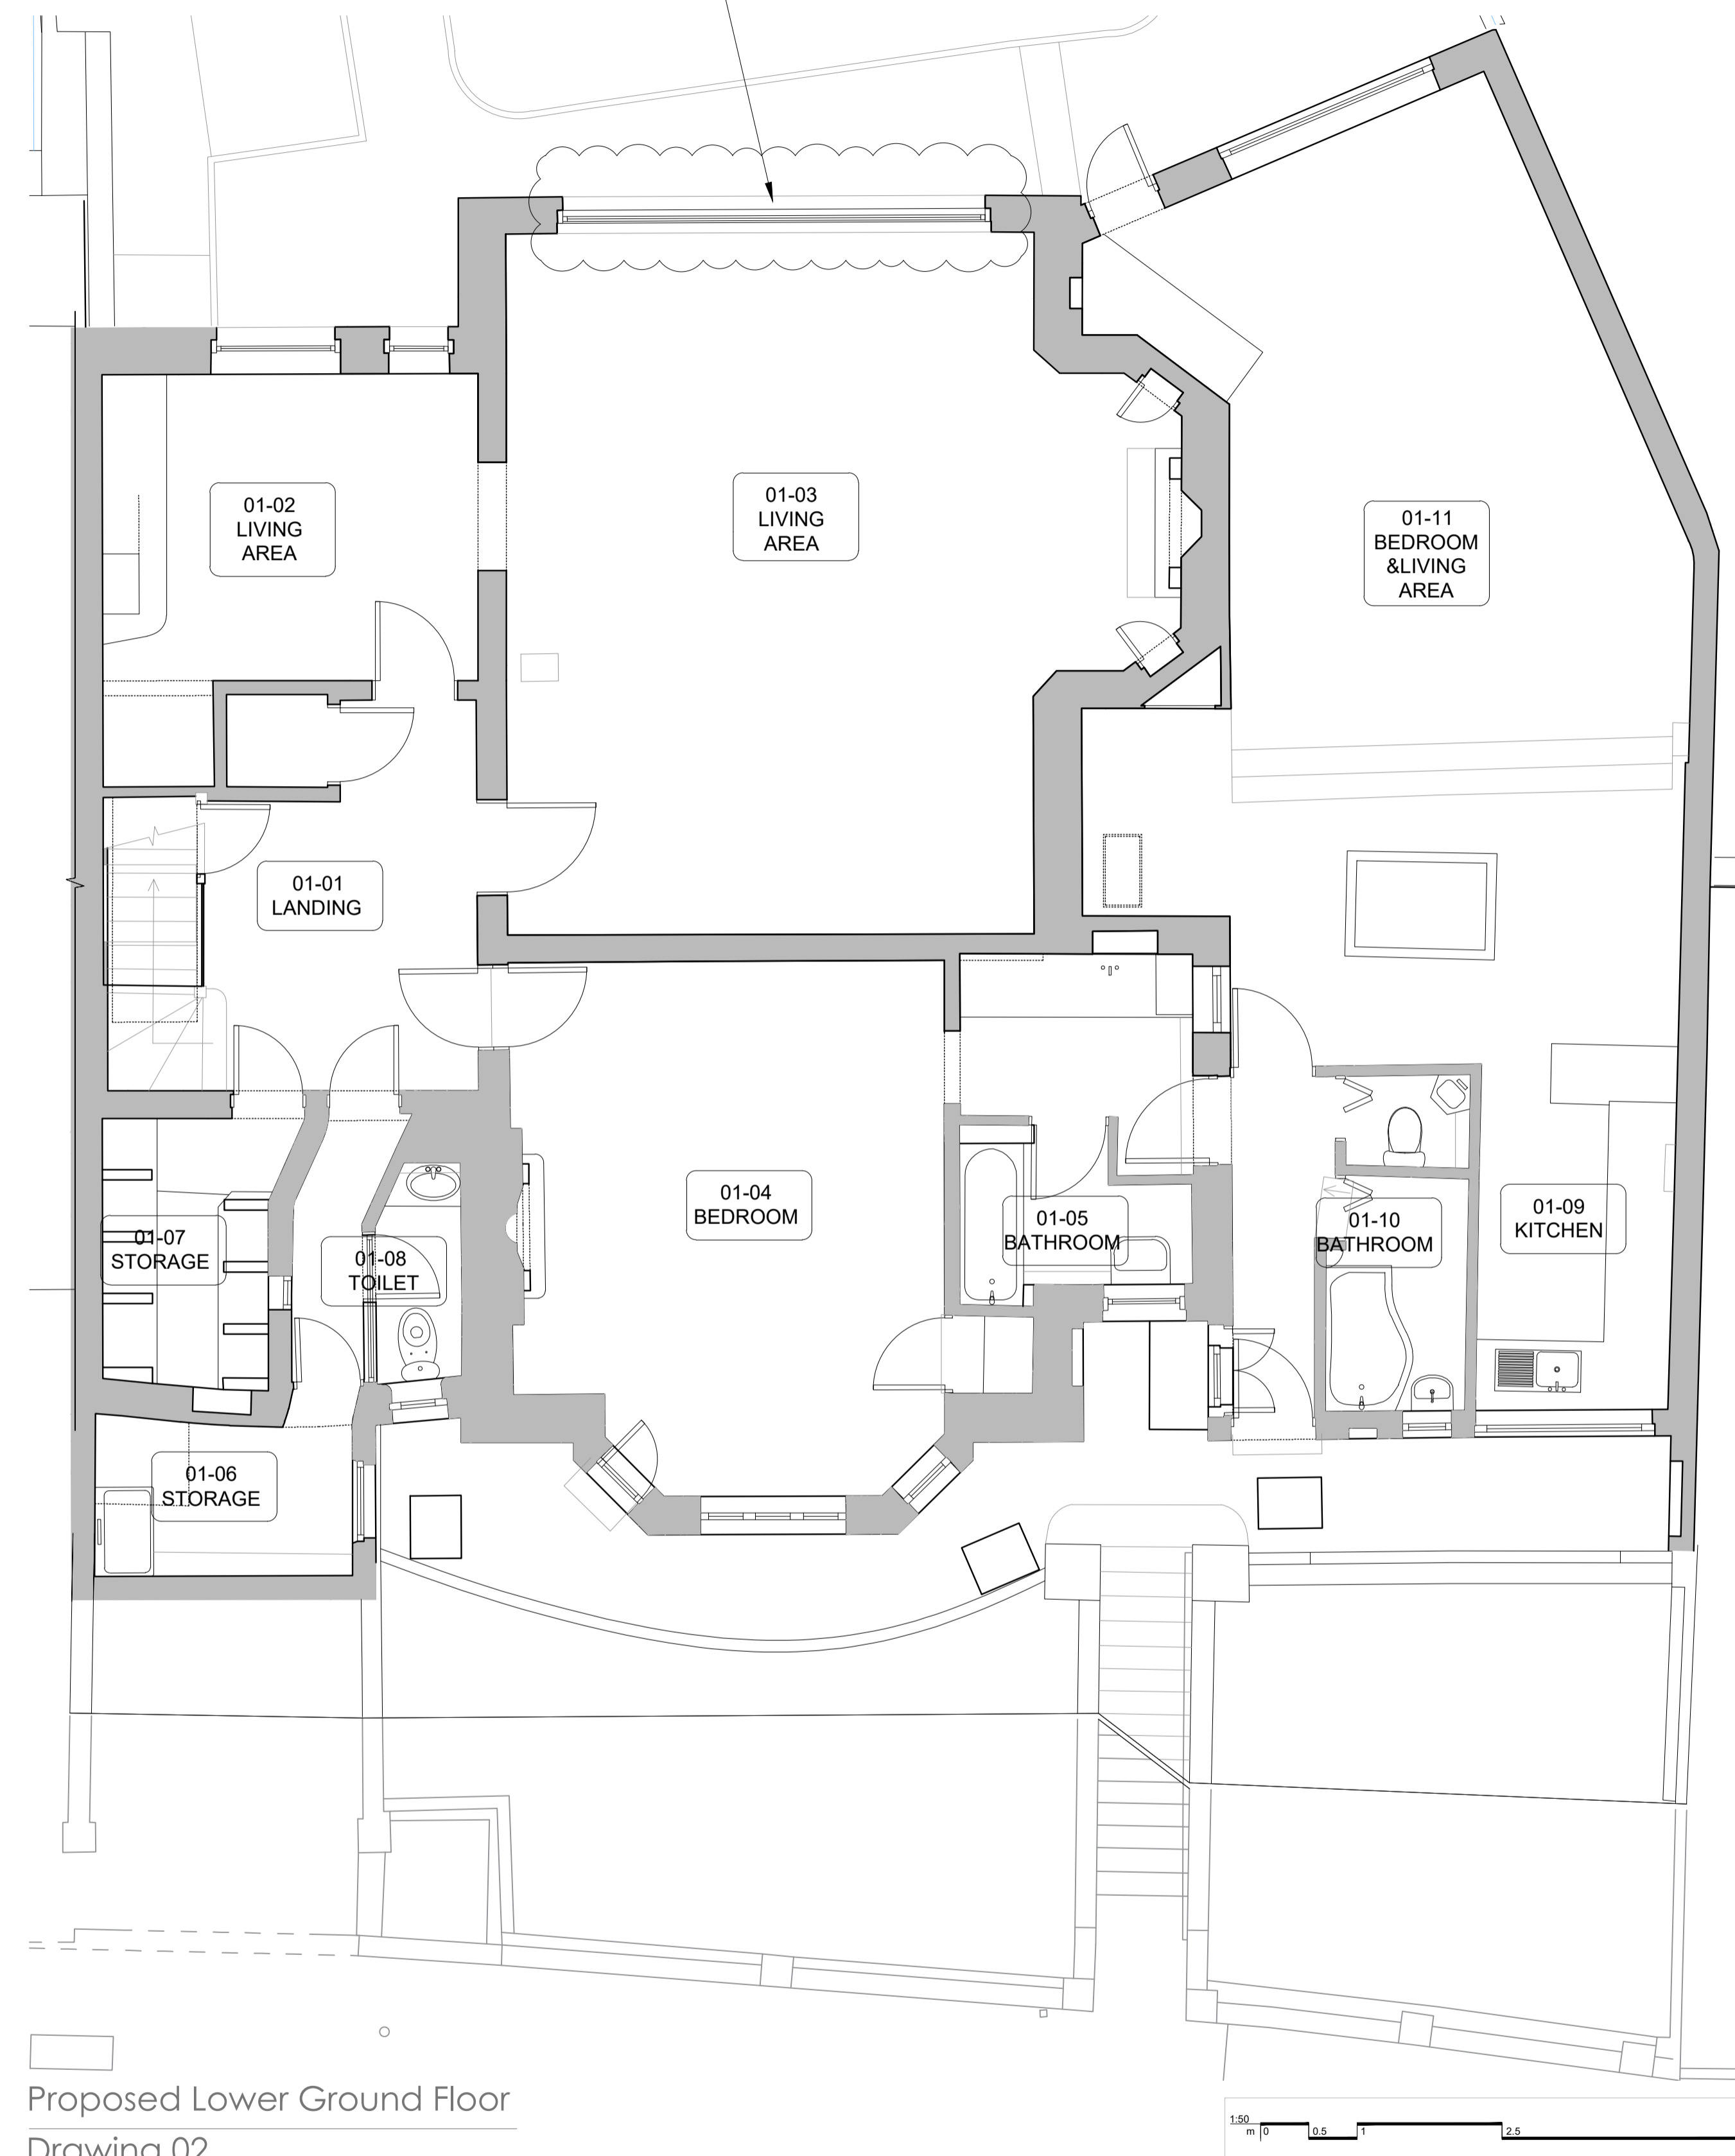 01-02
LIVING
AREA
01-03
LIVING
AREA
01-11
BEDROOM
&LIVING
AREA
01-01
LANDING
01-04
BEDROOM
01-05
BATHROOM
01-10
BATHROOM
01-09
KITCHEN
01-07
STORAGE
01-08
TOILET
01-06
STORAGE
Proposed Lower Ground Floor
Drawing 02
1:50
m 0 0.5 1 2.5